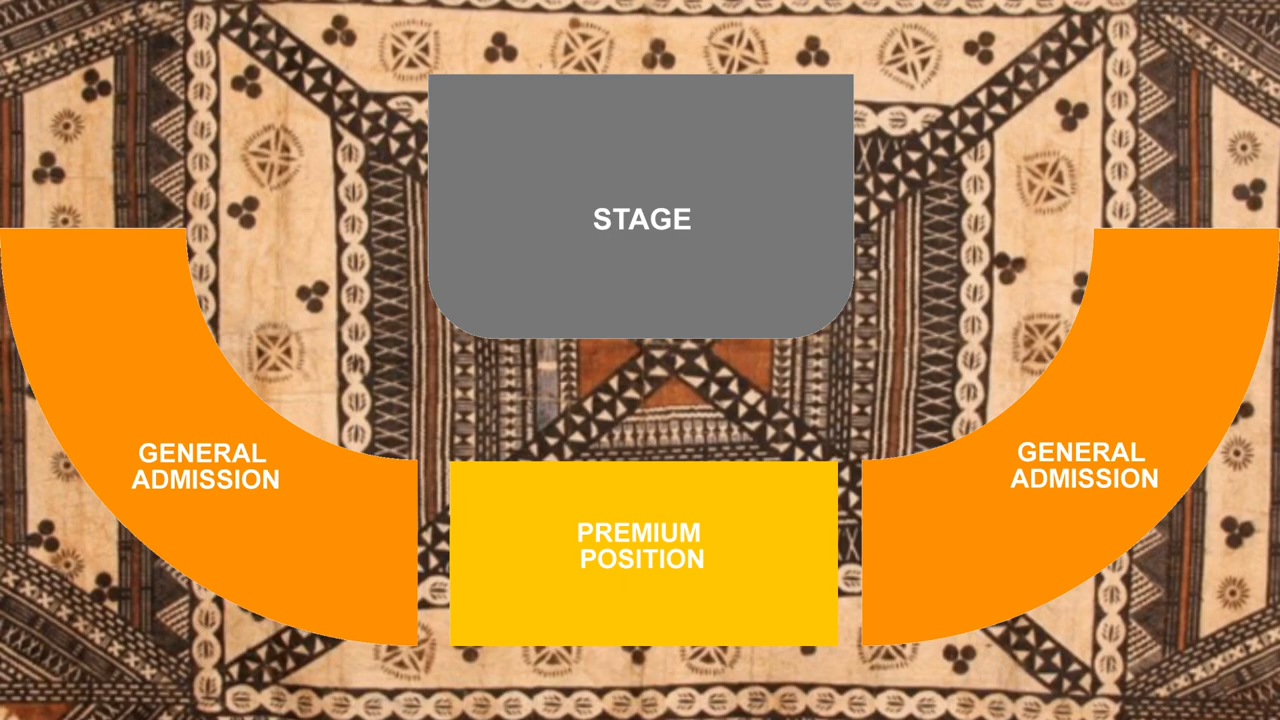 STAGE
GENERAL
ADMISSION
GENERAL
ADMISSION
PREMIUM
POSITION